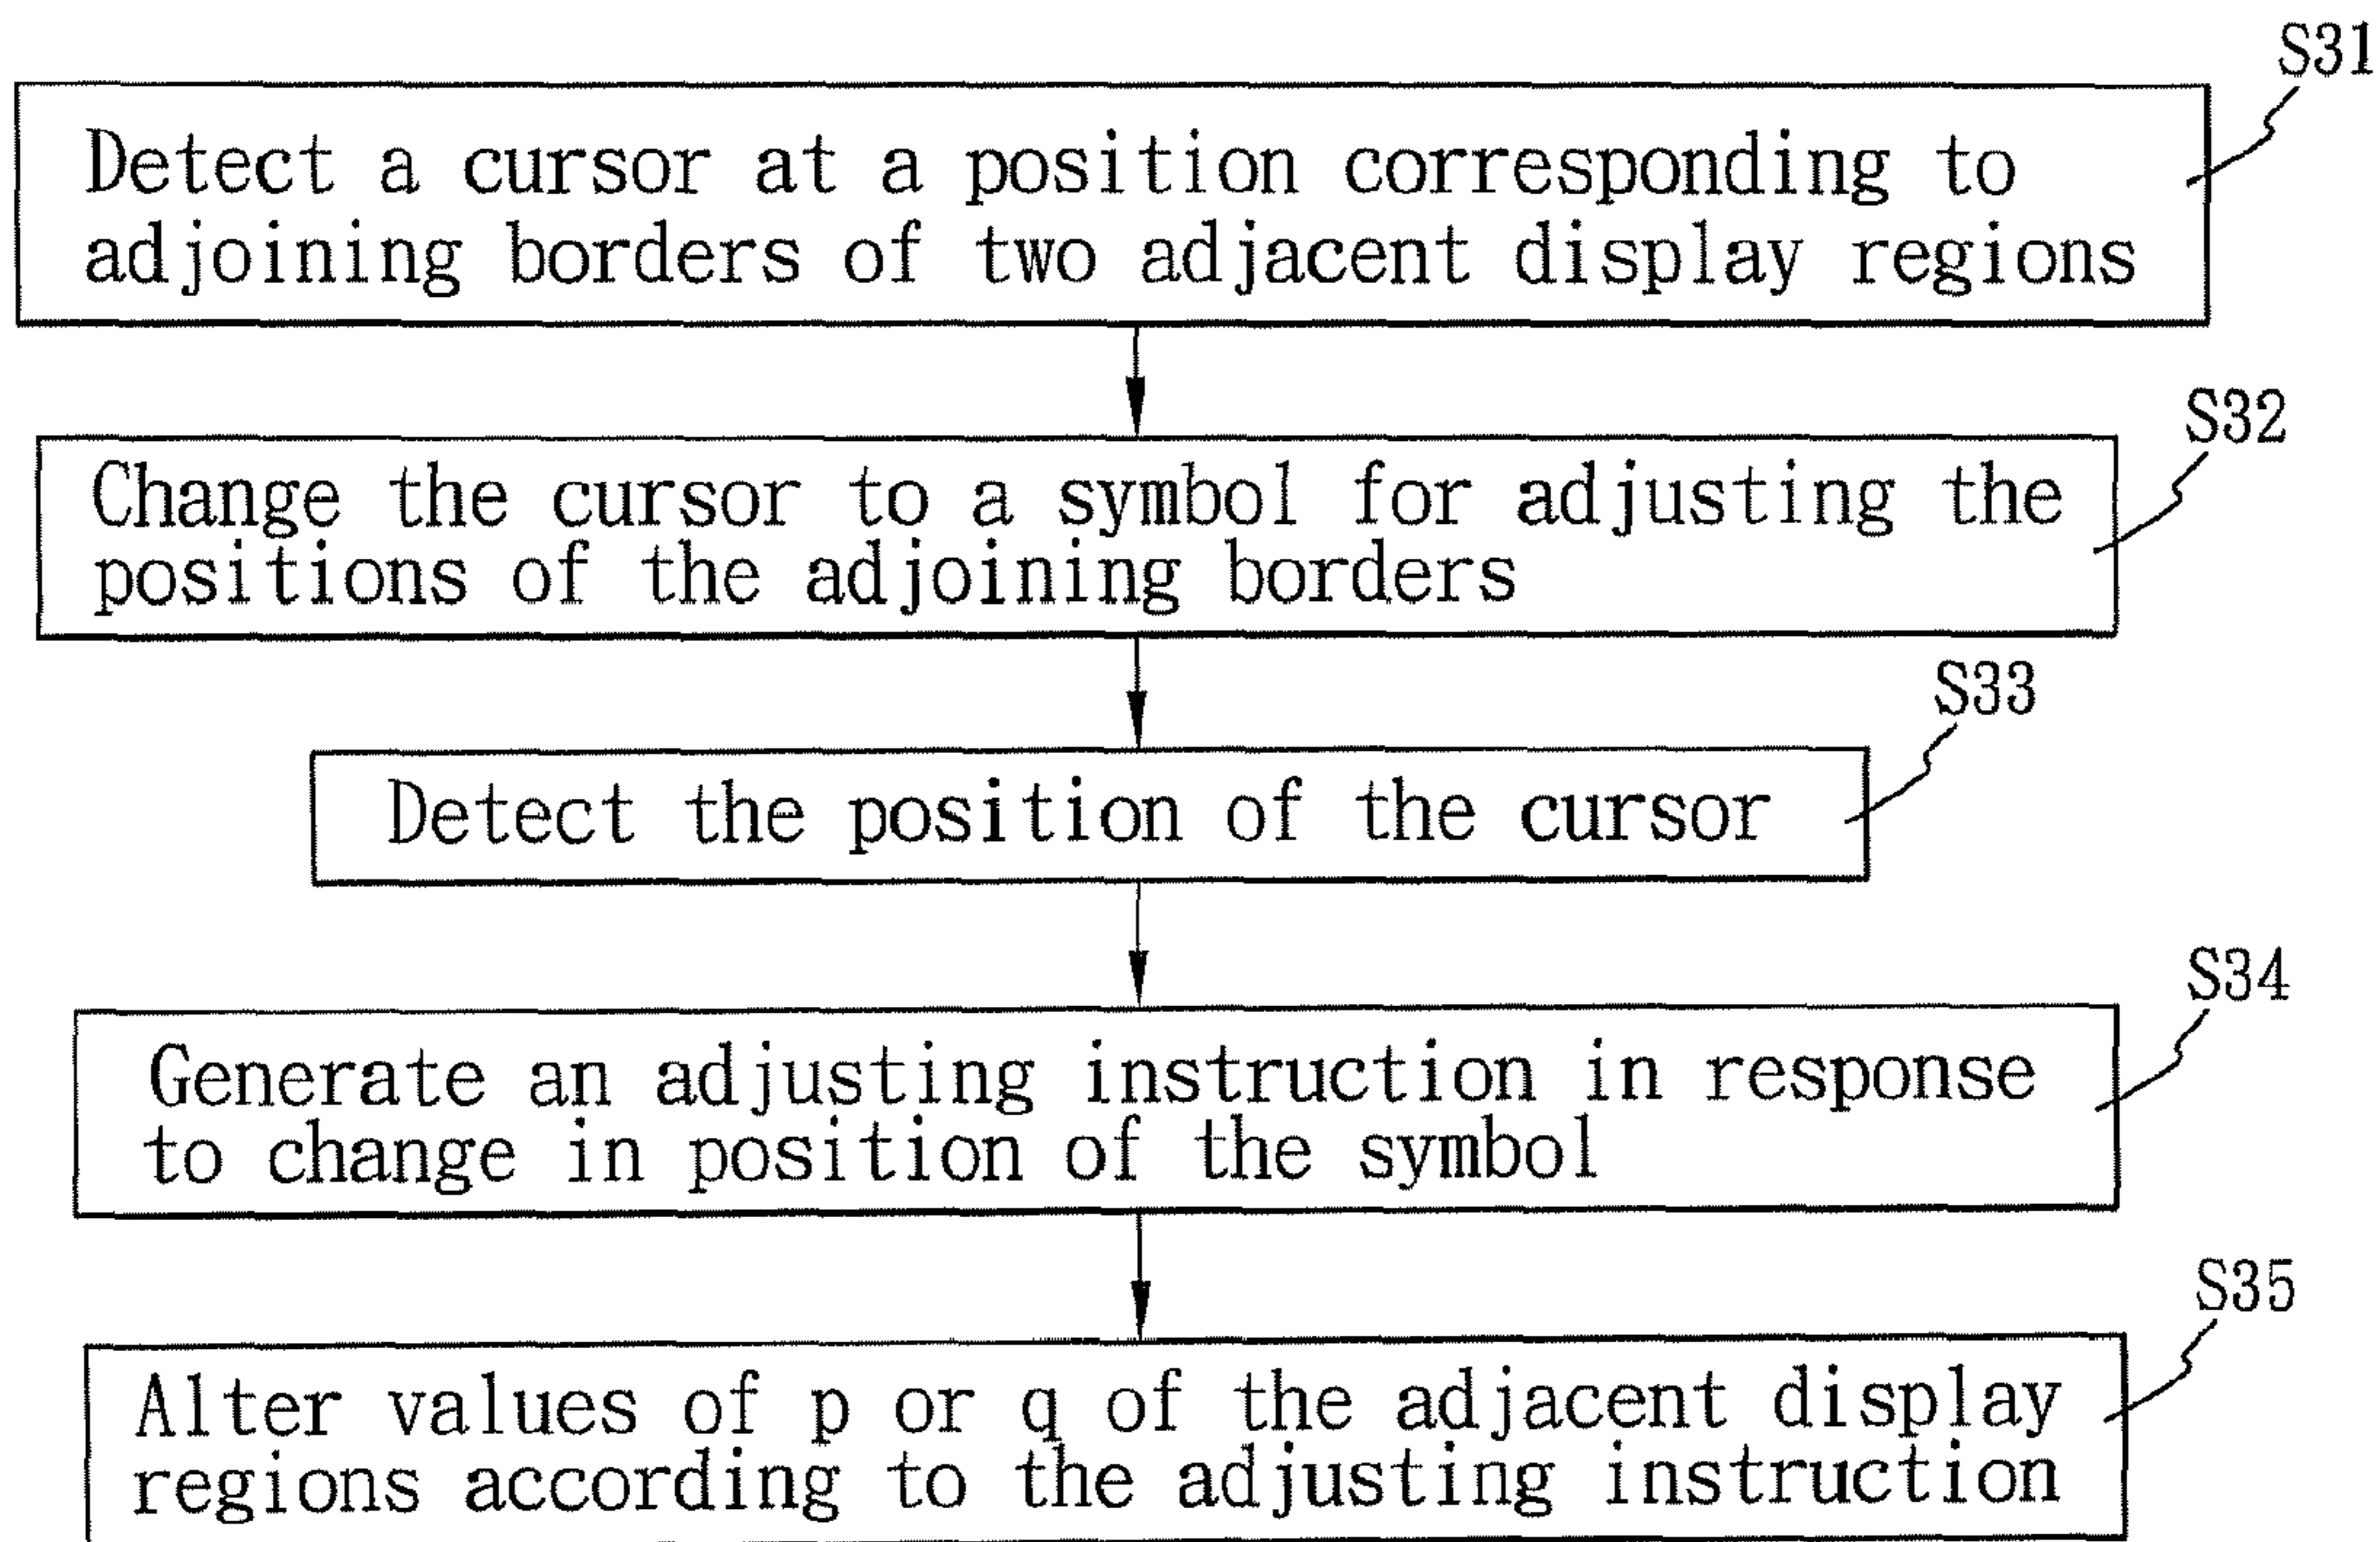 S31
Detect a cursor at a position corresponding to
adjoining borders of two adjacent display regions
S32
Change the cursor to a symbol for adjusting the
positions of the adjoining borders
S33
Detect the position of the cursor
S34
Generate an adjusting instruction in response
to change in position of the symbol
S35
Alter values of p or q of the adjacent display
regions according to the adjusting instruction